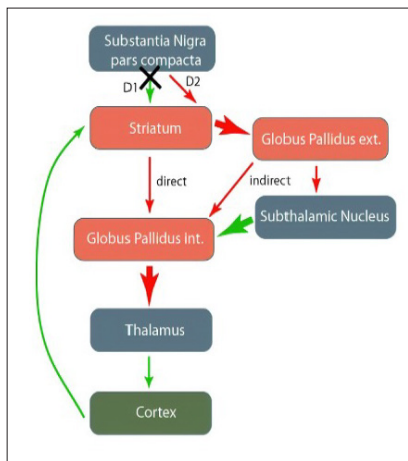 Substantia Nigra
pars compacta
D1
D2
Striatum
Globus Pallidus ext.
direct
indirect
Subthalamic Nucleus
Globus Pallidus Int.
Thalamus
Cortex